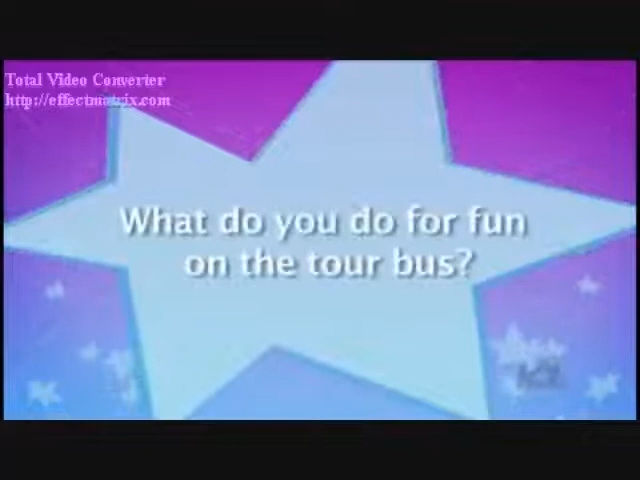 Total Video Converter
http://effectmatrix.com
What do you do for fun
on the tour bus?